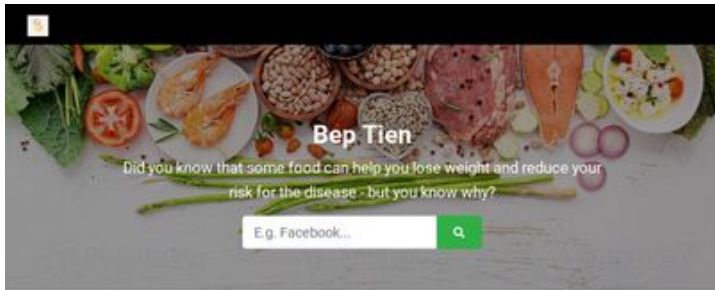 Bep Tien
Did you know that some food can help you lose weight and reduce your
risk for the disease - but you know why?
E.g. Facebook...